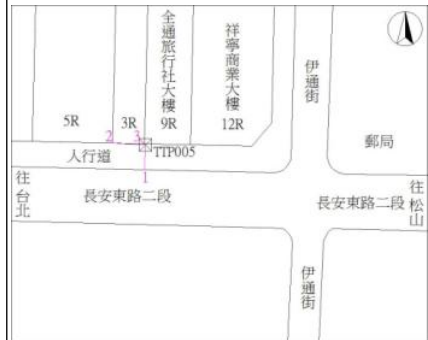 全通旅行社大樓
祥寧商業大樓
伊通街
5R
3R
9R
12R
郵局
2
3
TIP005
人行道
1
往台北
長安東路二段
長安東路二段
往松山
伊通街